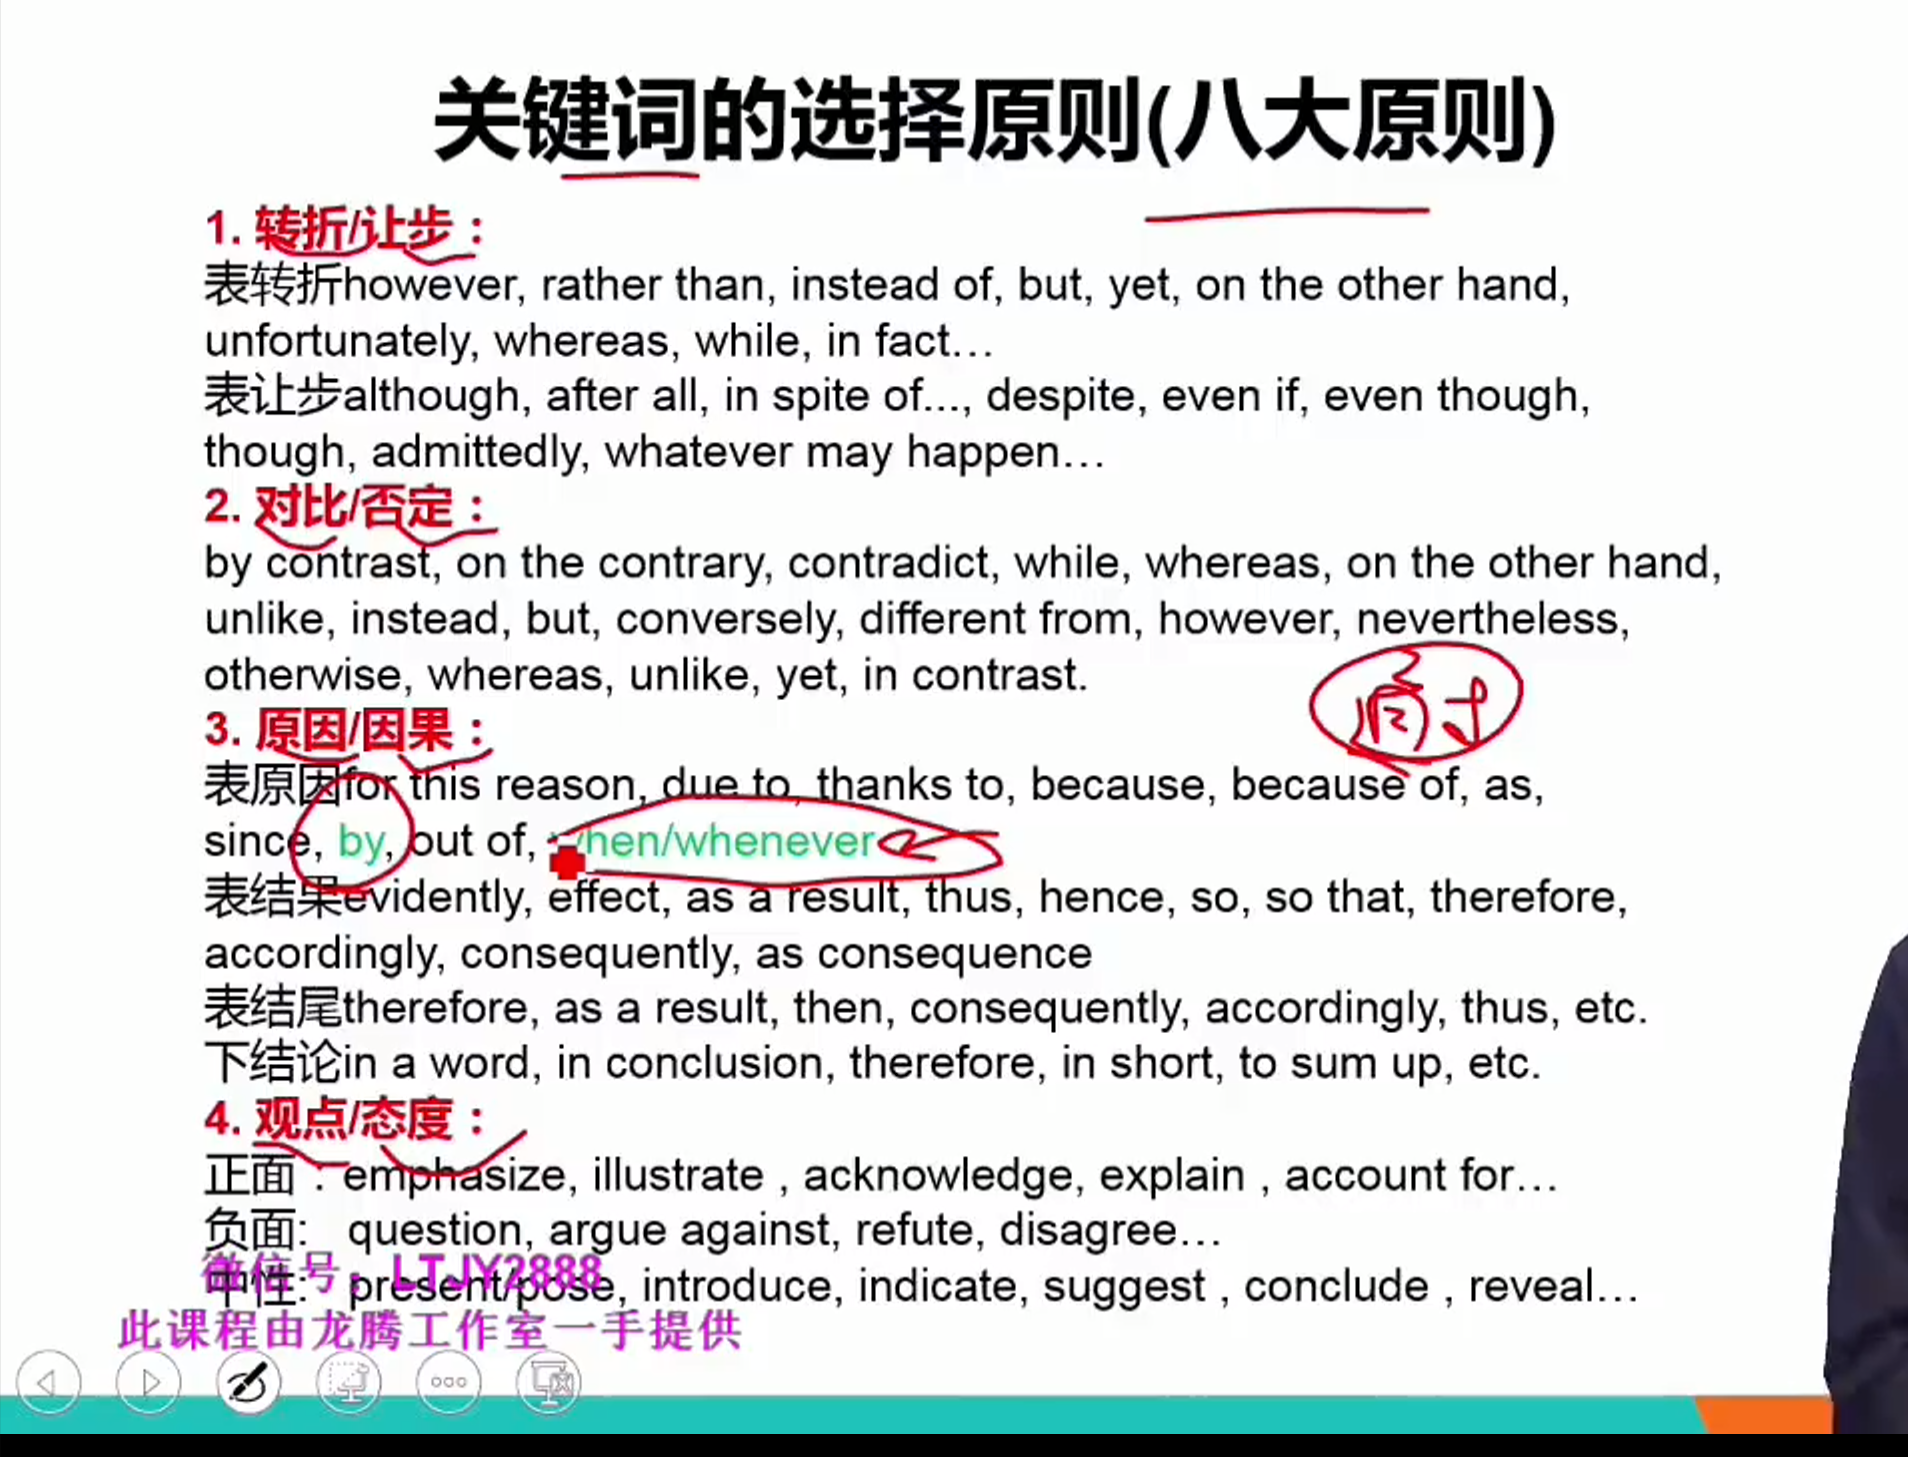 关键词的选择原则(八大原则)
1. 转折/让步：
表转折however, rather than, instead of, but, yet, on the other hand,
unfortunately, whereas, while, in fact…
表让步although, after all, in spite of..., despite, even if, even though,
though, admittedly, whatever may happen…
2. 对比/否定：
by contrast, on the contrary, contradict, while, whereas, on the other hand,
unlike, instead, but, conversely, different from, however, nevertheless,
otherwise, whereas, unlike, yet, in contrast.
3. 原因/因果：
表原因for this reason, due to, thanks to, because, because of, as,
since, by, out of, when/whenever
表结果evidently, effect, as a result, thus, hence, so, so that, therefore,
accordingly, consequently, as consequence
表结尾therefore, as a result, then, consequently, accordingly, thus, etc.
下结论in a word, in conclusion, therefore, in short, to sum up, etc.
4. 观点/态度：
正面：emphasize, illustrate , acknowledge, explain , account for…
负面: question, argue against, refute, disagree…
微信号：LTJY2888
中性: present/pose, introduce, indicate, suggest , conclude , reveal…
此课程由龙腾工作室一手提供